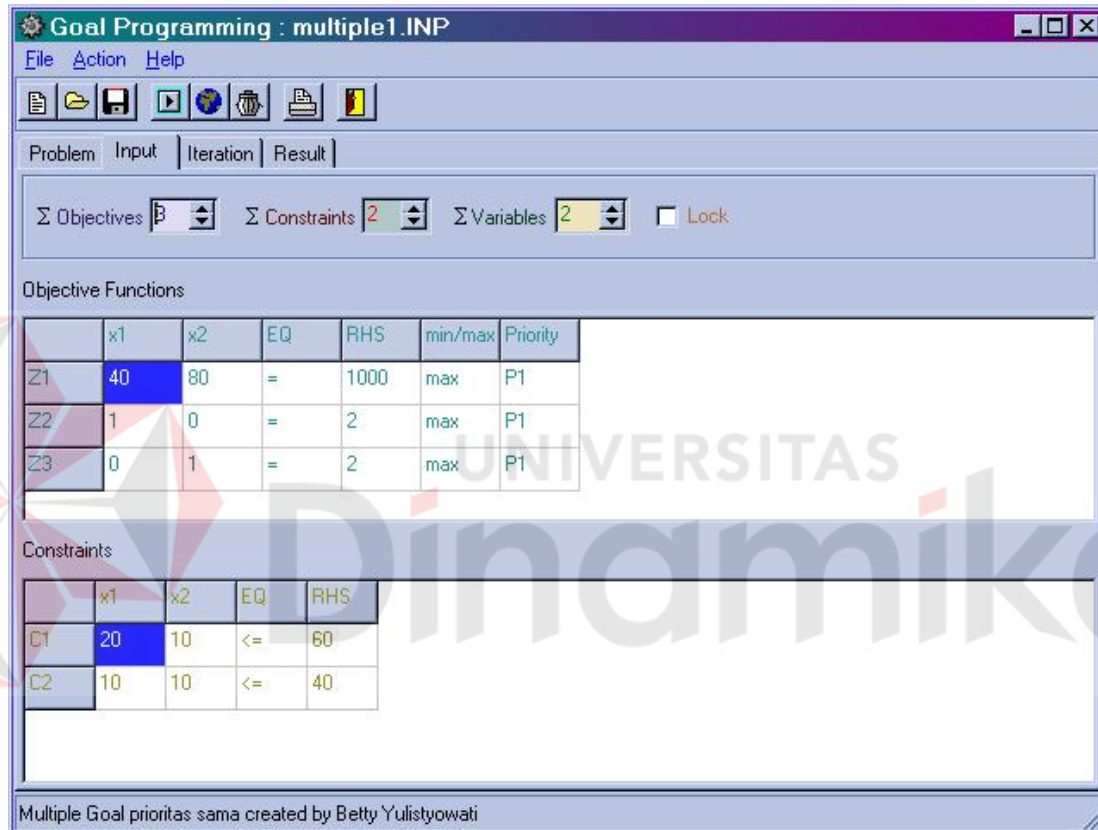 Goal Programming : multiple1.INP
File Action Help
Problem Input Iteration Result
Σ Objectives 3 Σ Constraints 2 Σ Variables 2 Lock
Objective Functions
x1 x2 EQ RHS min/max Priority
Z1 40 80 = 1000 max P1
Z2 1 0 = 2 max P1
Z3 0 1 = 2 max P1
UNIVERSITAS
Dinamika
Constraints
x1 x2 EQ RHS
C1 20 10 <= 60
C2 10 10 <= 40
Multiple Goal prioritas sama created by Betty Yulistyowati